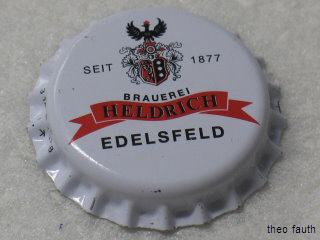 SEIT 1877
BRAUEREI
HELDRICH
EDELSFELD
theo fauth